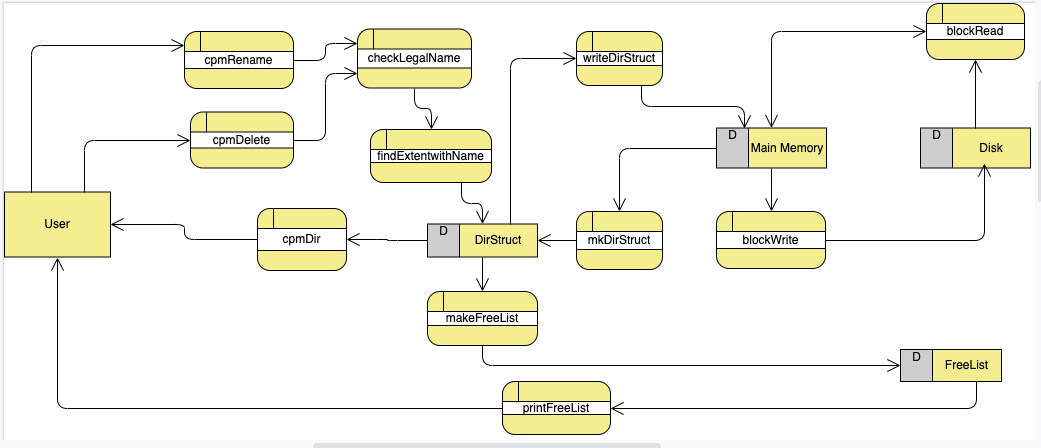 blockRead
cpmRename
checkLegalName
writeDirStruct
cpmDelete
findExtentwithName
D
Main Memory
D
Disk
User
cpmDir
D
DirStruct
mkDirStruct
blockWrite
makeFreeList
D
FreeList
printFreeList